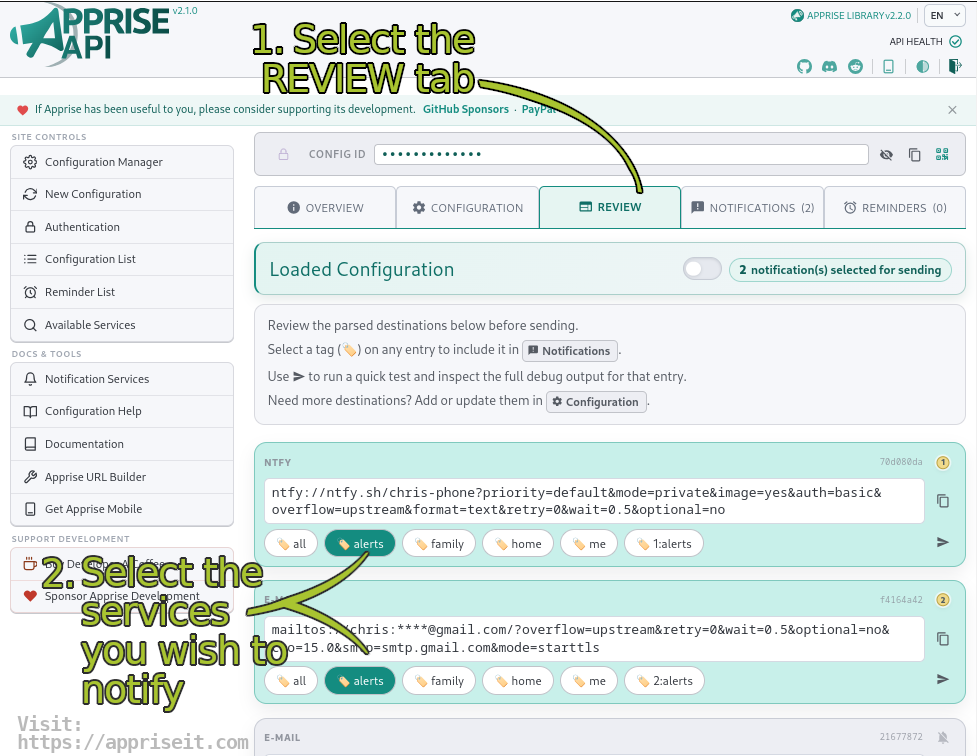 APPRISE v2.1.0
API
APPRISE LIBRARY v2.2.0
EN
API HEALTH
1. Select the
REVIEW tab
If Apprise has been useful to you, please consider supporting its development. GitHub Sponsors · PayPal
SITE CONTROLS
Configuration Manager
New Configuration
Authentication
Configuration List
Reminder List
Available Services
DOCS & TOOLS
Notification Services
Configuration Help
Documentation
Apprise URL Builder
Get Apprise Mobile
SUPPORT DEVELOPMENT
Sponsor Apprise Development
2. Select the
services
you wish to
notify
Visit:
https://appriseit.com
CONFIG ID •••••••••••••
OVERVIEW
CONFIGURATION
REVIEW
NOTIFICATIONS (2)
REMINDERS (0)
Loaded Configuration
2 notification(s) selected for sending
Review the parsed destinations below before sending.
Select a tag (🏷️) on any entry to include it in Notifications.
Use ➤ to run a quick test and inspect the full debug output for that entry.
Need more destinations? Add or update them in Configuration.
NTFY 70d080da 1
ntfy://ntfy.sh/chris-phone?priority=default&mode=private&image=yes&auth=basic&
overflow=upstream&format=text&retry=0&wait=0.5&optional=no
all alerts family home me 1:alerts
f4164a42 2
mailtos://chris:****@gmail.com/?overflow=upstream&retry=0&wait=0.5&optional=no&
=15.0&smtp=smtp.gmail.com&mode=starttls
all alerts family home me 2:alerts
E-MAIL 21677872